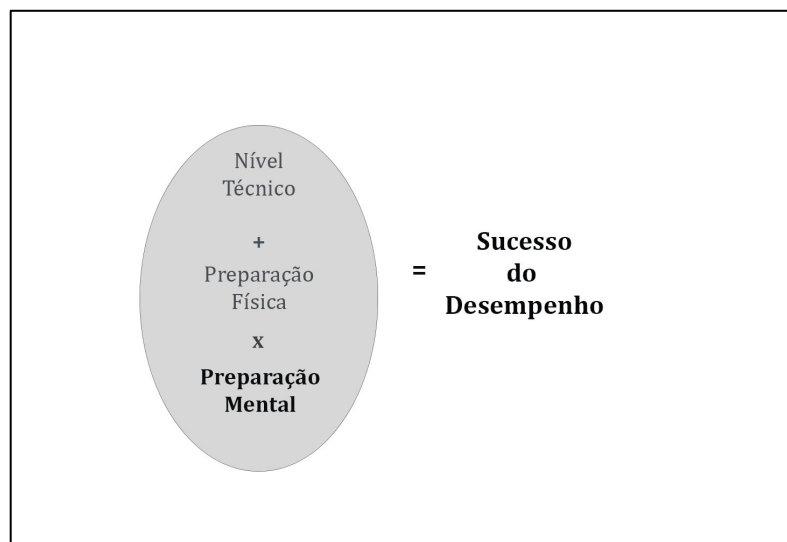 Nível
Técnico
+
Preparação
Física
x
Preparação
Mental
=
Sucesso
do
Desempenho